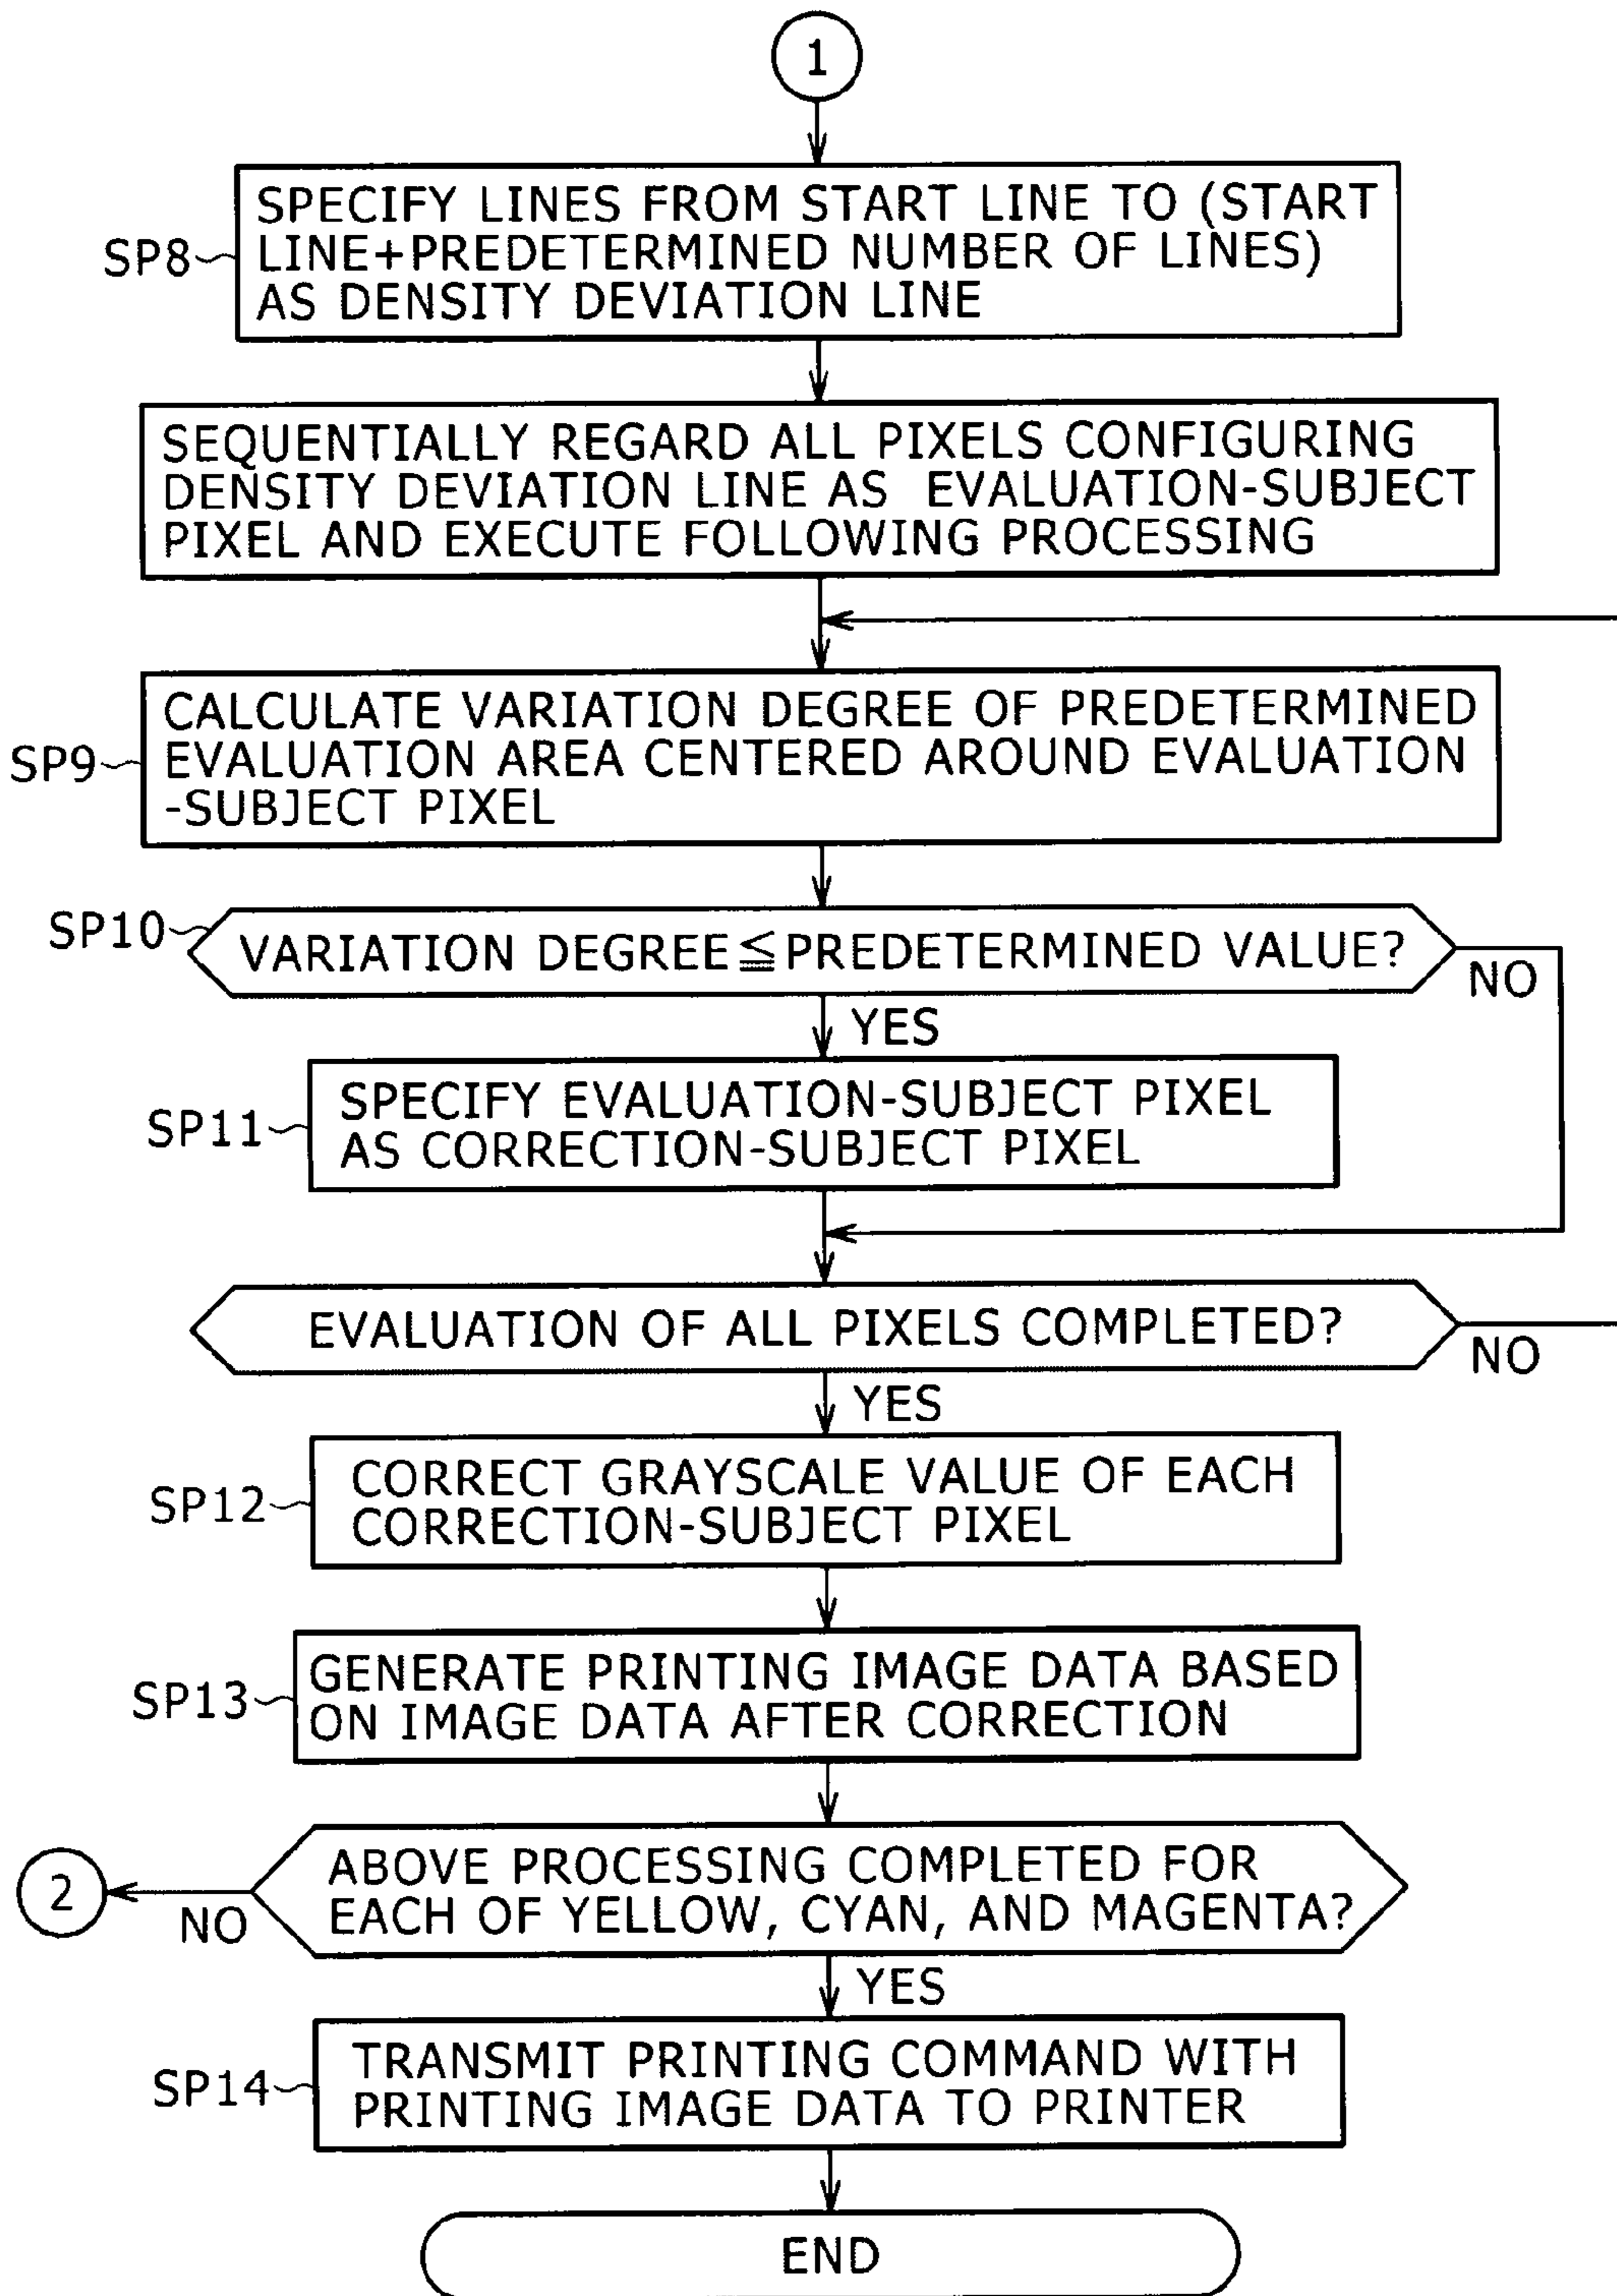 1
SPECIFY LINES FROM START LINE TO (START
LINE+PREDETERMINED NUMBER OF LINES)
AS DENSITY DEVIATION LINE
SP8
SEQUENTIALLY REGARD ALL PIXELS CONFIGURING
DENSITY DEVIATION LINE AS EVALUATION-SUBJECT
PIXEL AND EXECUTE FOLLOWING PROCESSING
CALCULATE VARIATION DEGREE OF PREDETERMINED
EVALUATION AREA CENTERED AROUND EVALUATION
-SUBJECT PIXEL
SP9
SP10
VARIATION DEGREE≦PREDETERMINED VALUE?
NO
YES
SPECIFY EVALUATION-SUBJECT PIXEL
AS CORRECTION-SUBJECT PIXEL
SP11
EVALUATION OF ALL PIXELS COMPLETED?
NO
YES
CORRECT GRAYSCALE VALUE OF EACH
CORRECTION-SUBJECT PIXEL
SP12
GENERATE PRINTING IMAGE DATA BASED
ON IMAGE DATA AFTER CORRECTION
SP13
ABOVE PROCESSING COMPLETED FOR
EACH OF YELLOW, CYAN, AND MAGENTA?
2
NO
YES
TRANSMIT PRINTING COMMAND WITH
PRINTING IMAGE DATA TO PRINTER
SP14
END